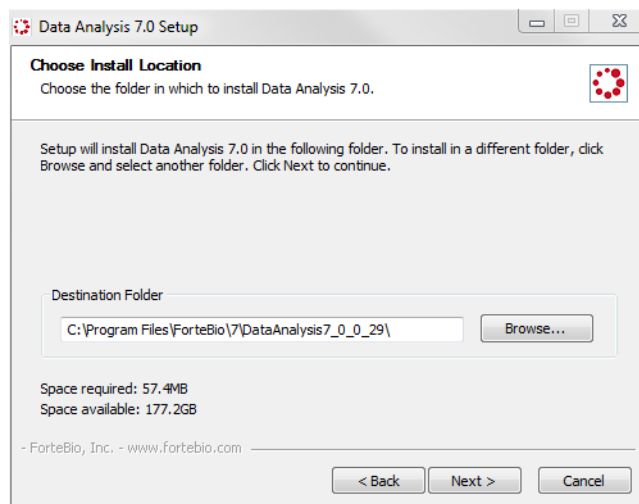 Data Analysis 7.0 Setup
Choose Install Location
Choose the folder in which to install Data Analysis 7.0.
Setup will install Data Analysis 7.0 in the following folder. To install in a different folder, click
Browse and select another folder. Click Next to continue.
Destination Folder
C:\Program Files\ForteBio\7\DataAnalysis7_0_0_29\
Browse...
Space required: 57.4MB
Space available: 177.2GB
- ForteBio, Inc. - www.fortebio.com
< Back Next > Cancel